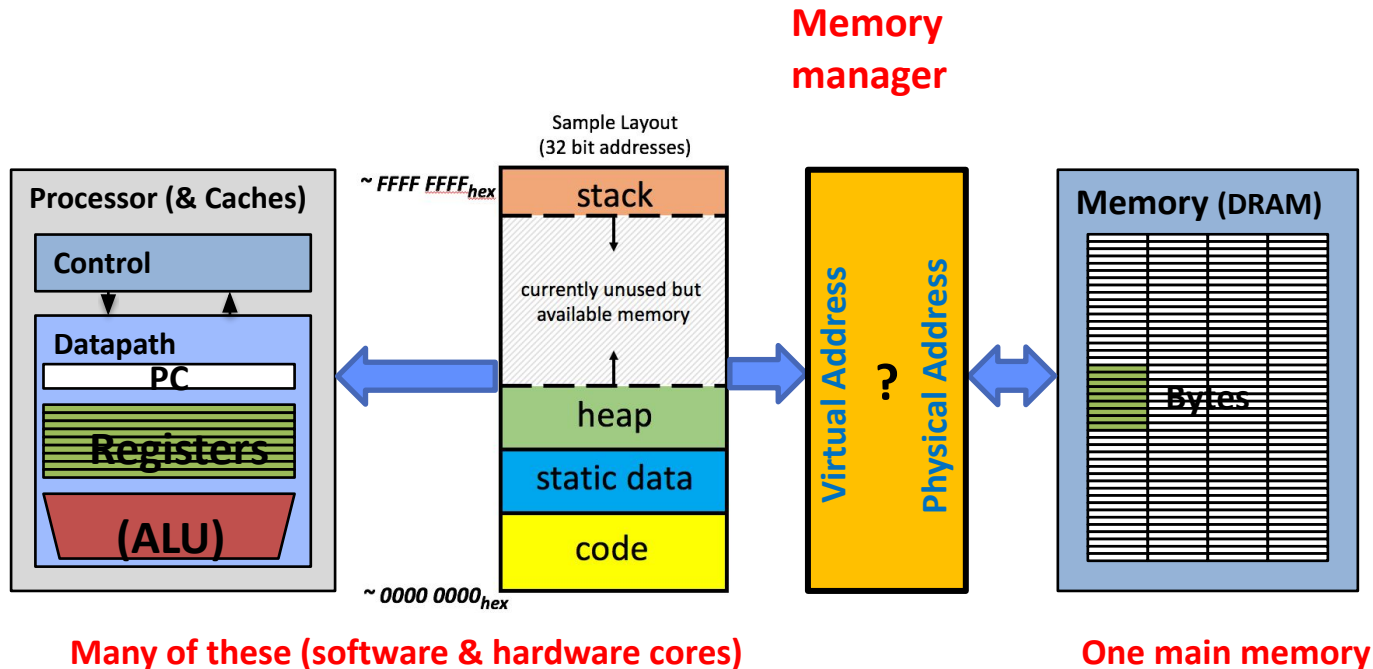 Memory
manager
Sample Layout
(32 bit addresses)
Processor (& Caches)
Control
Datapath
PC
Registers
(ALU)
~ FFFF FFFFhex
stack
currently unused but
available memory
heap
static data
code
~ 0000 0000hex
Virtual Address
?
Physical Address
Memory (DRAM)
Bytes
Many of these (software & hardware cores)
One main memory